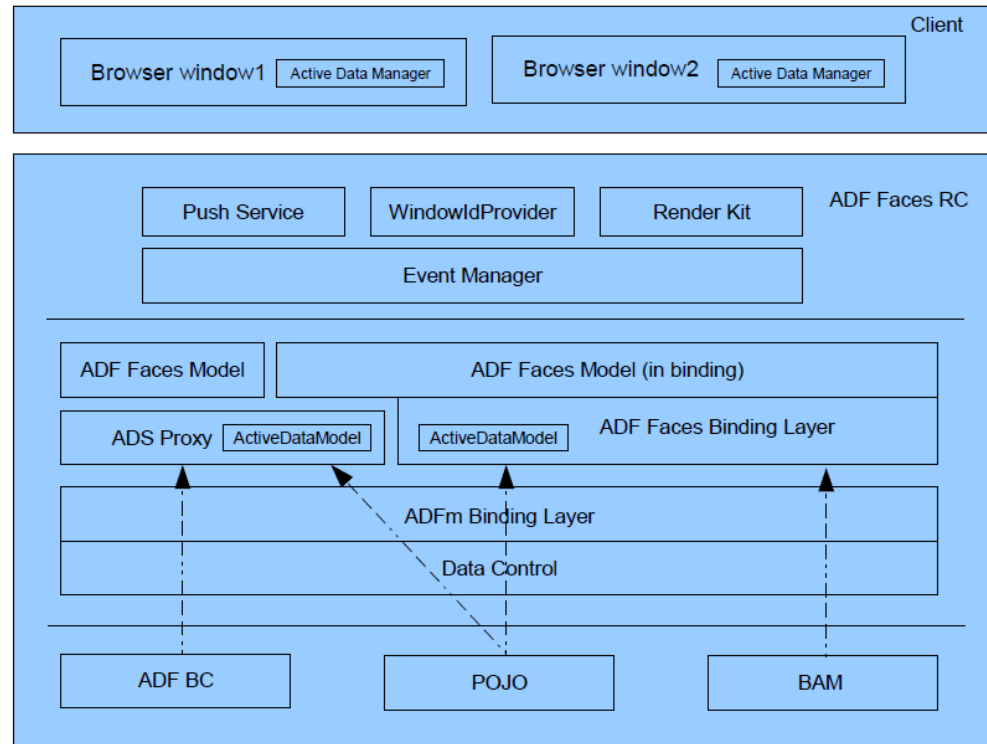 Client
Browser window1
Active Data Manager
Browser window2
Active Data Manager
ADF Faces RC
Push Service
WindowIdProvider
Render Kit
Event Manager
ADF Faces Model
ADF Faces Model (in binding)
ADS Proxy
ActiveDataModel
ActiveDataModel
ADF Faces Binding Layer
ADFm Binding Layer
Data Control
ADF BC
POJO
BAM